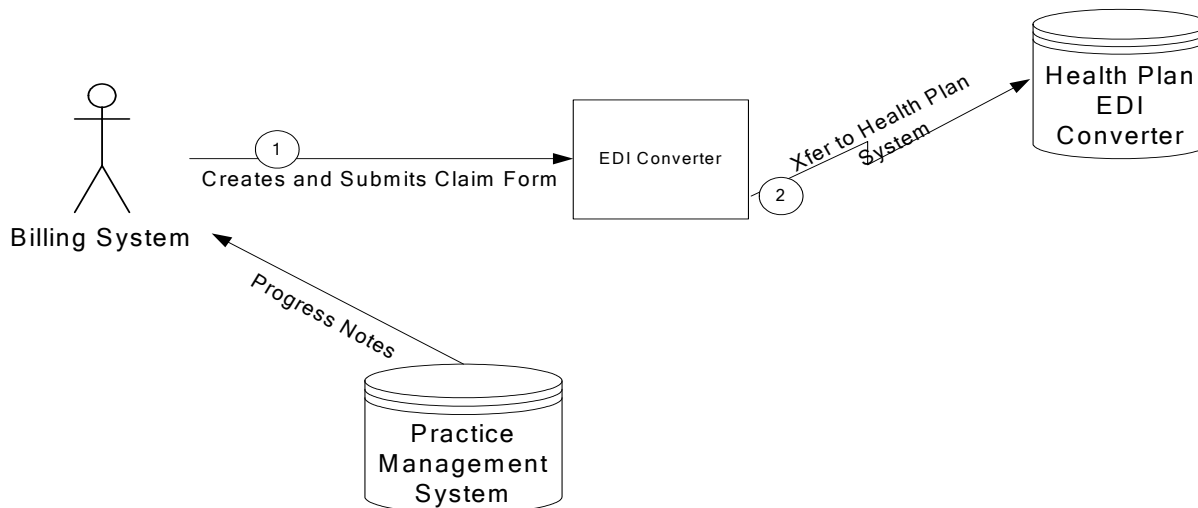 Health Plan
EDI
Converter
Xfer to Health Plan
System
1
EDI Converter
Creates and Submits Claim Form
2
Billing System
Progress Notes
Practice
Management
System